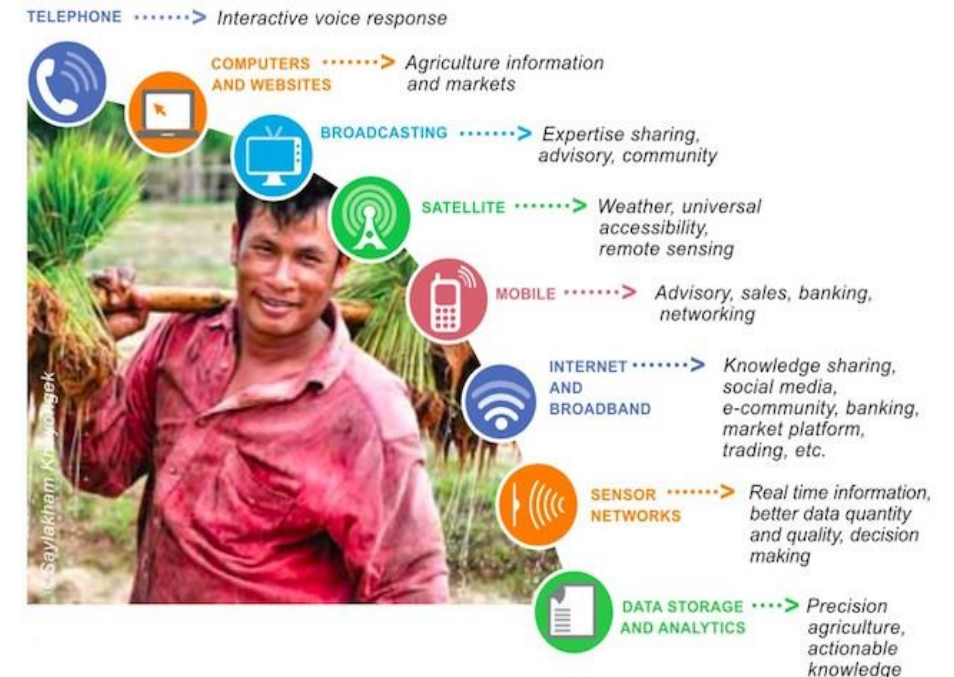 TELEPHONE ·······> Interactive voice response
COMPUTERS ·······> Agriculture information
AND WEBSITES and markets
BROADCASTING ·······> Expertise sharing,
advisory, community
SATELLITE ·······> Weather, universal
accessibility,
remote sensing
MOBILE ·······> Advisory, sales, banking,
networking
INTERNET ·······> Knowledge sharing,
AND social media,
BROADBAND e-community, banking,
market platform,
trading, etc.
SENSOR ·······> Real time information,
NETWORKS better data quantity
and quality, decision
making
DATA STORAGE ····> Precision
AND ANALYTICS agriculture,
actionable
knowledge
©Saylakham